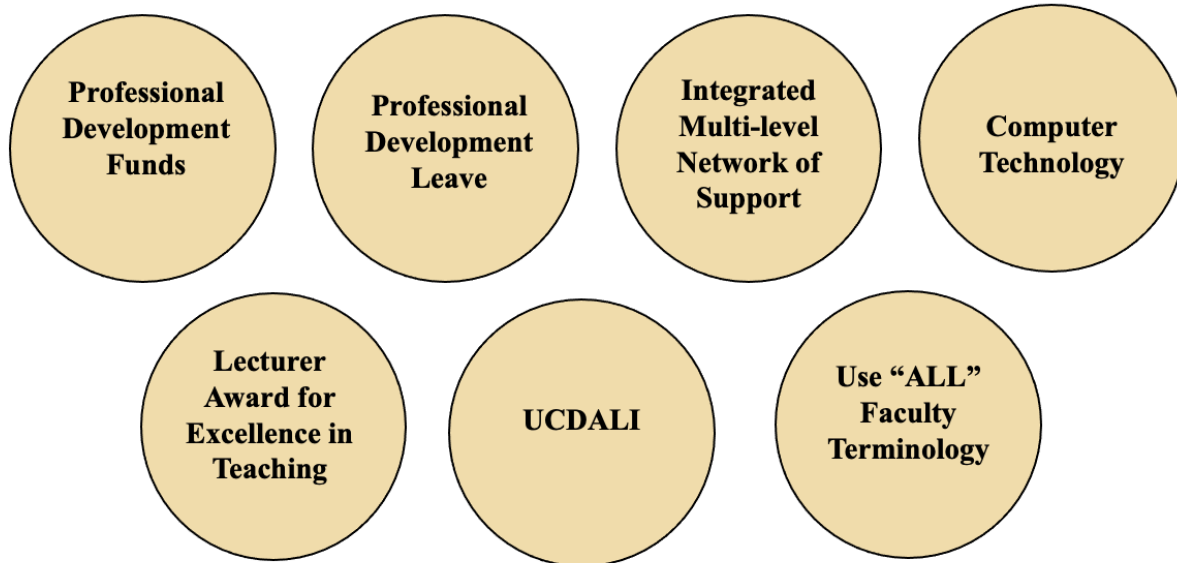 Professional
Development
Funds
Professional
Development
Leave
Integrated
Multi-level
Network of
Support
Computer
Technology
Lecturer
Award for
Excellence in
Teaching
UCDALI
Use “ALL”
Faculty
Terminology